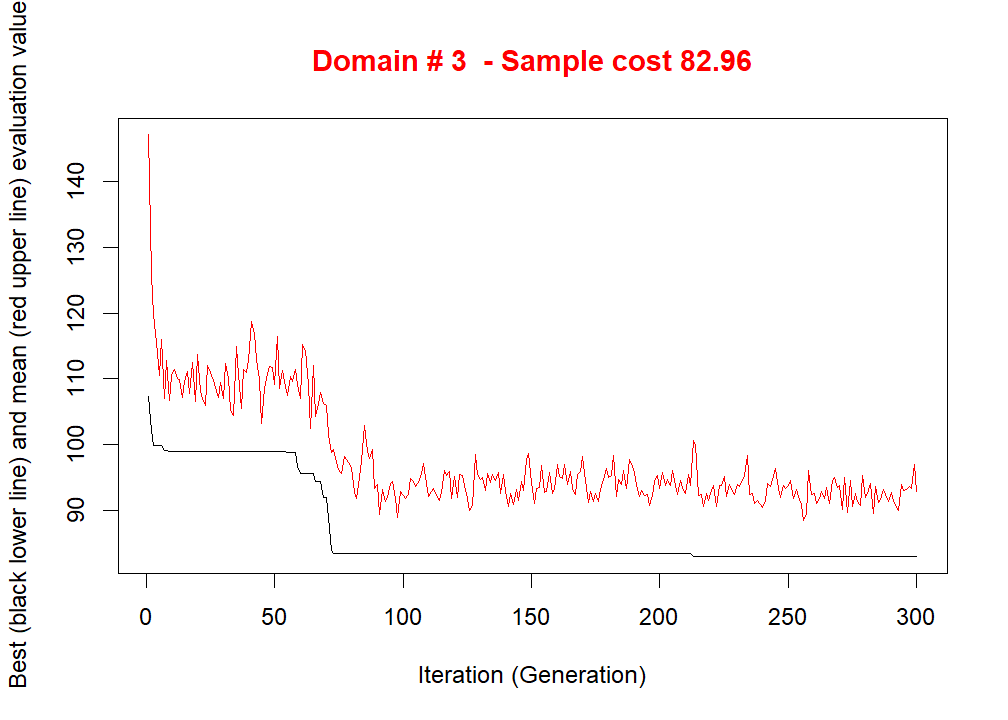 Domain # 3  - Sample cost 82.96
Best (black lower line) and mean (red upper line) evaluation value
140
130
120
110
100
90
0 50 100 150 200 250 300
Iteration (Generation)